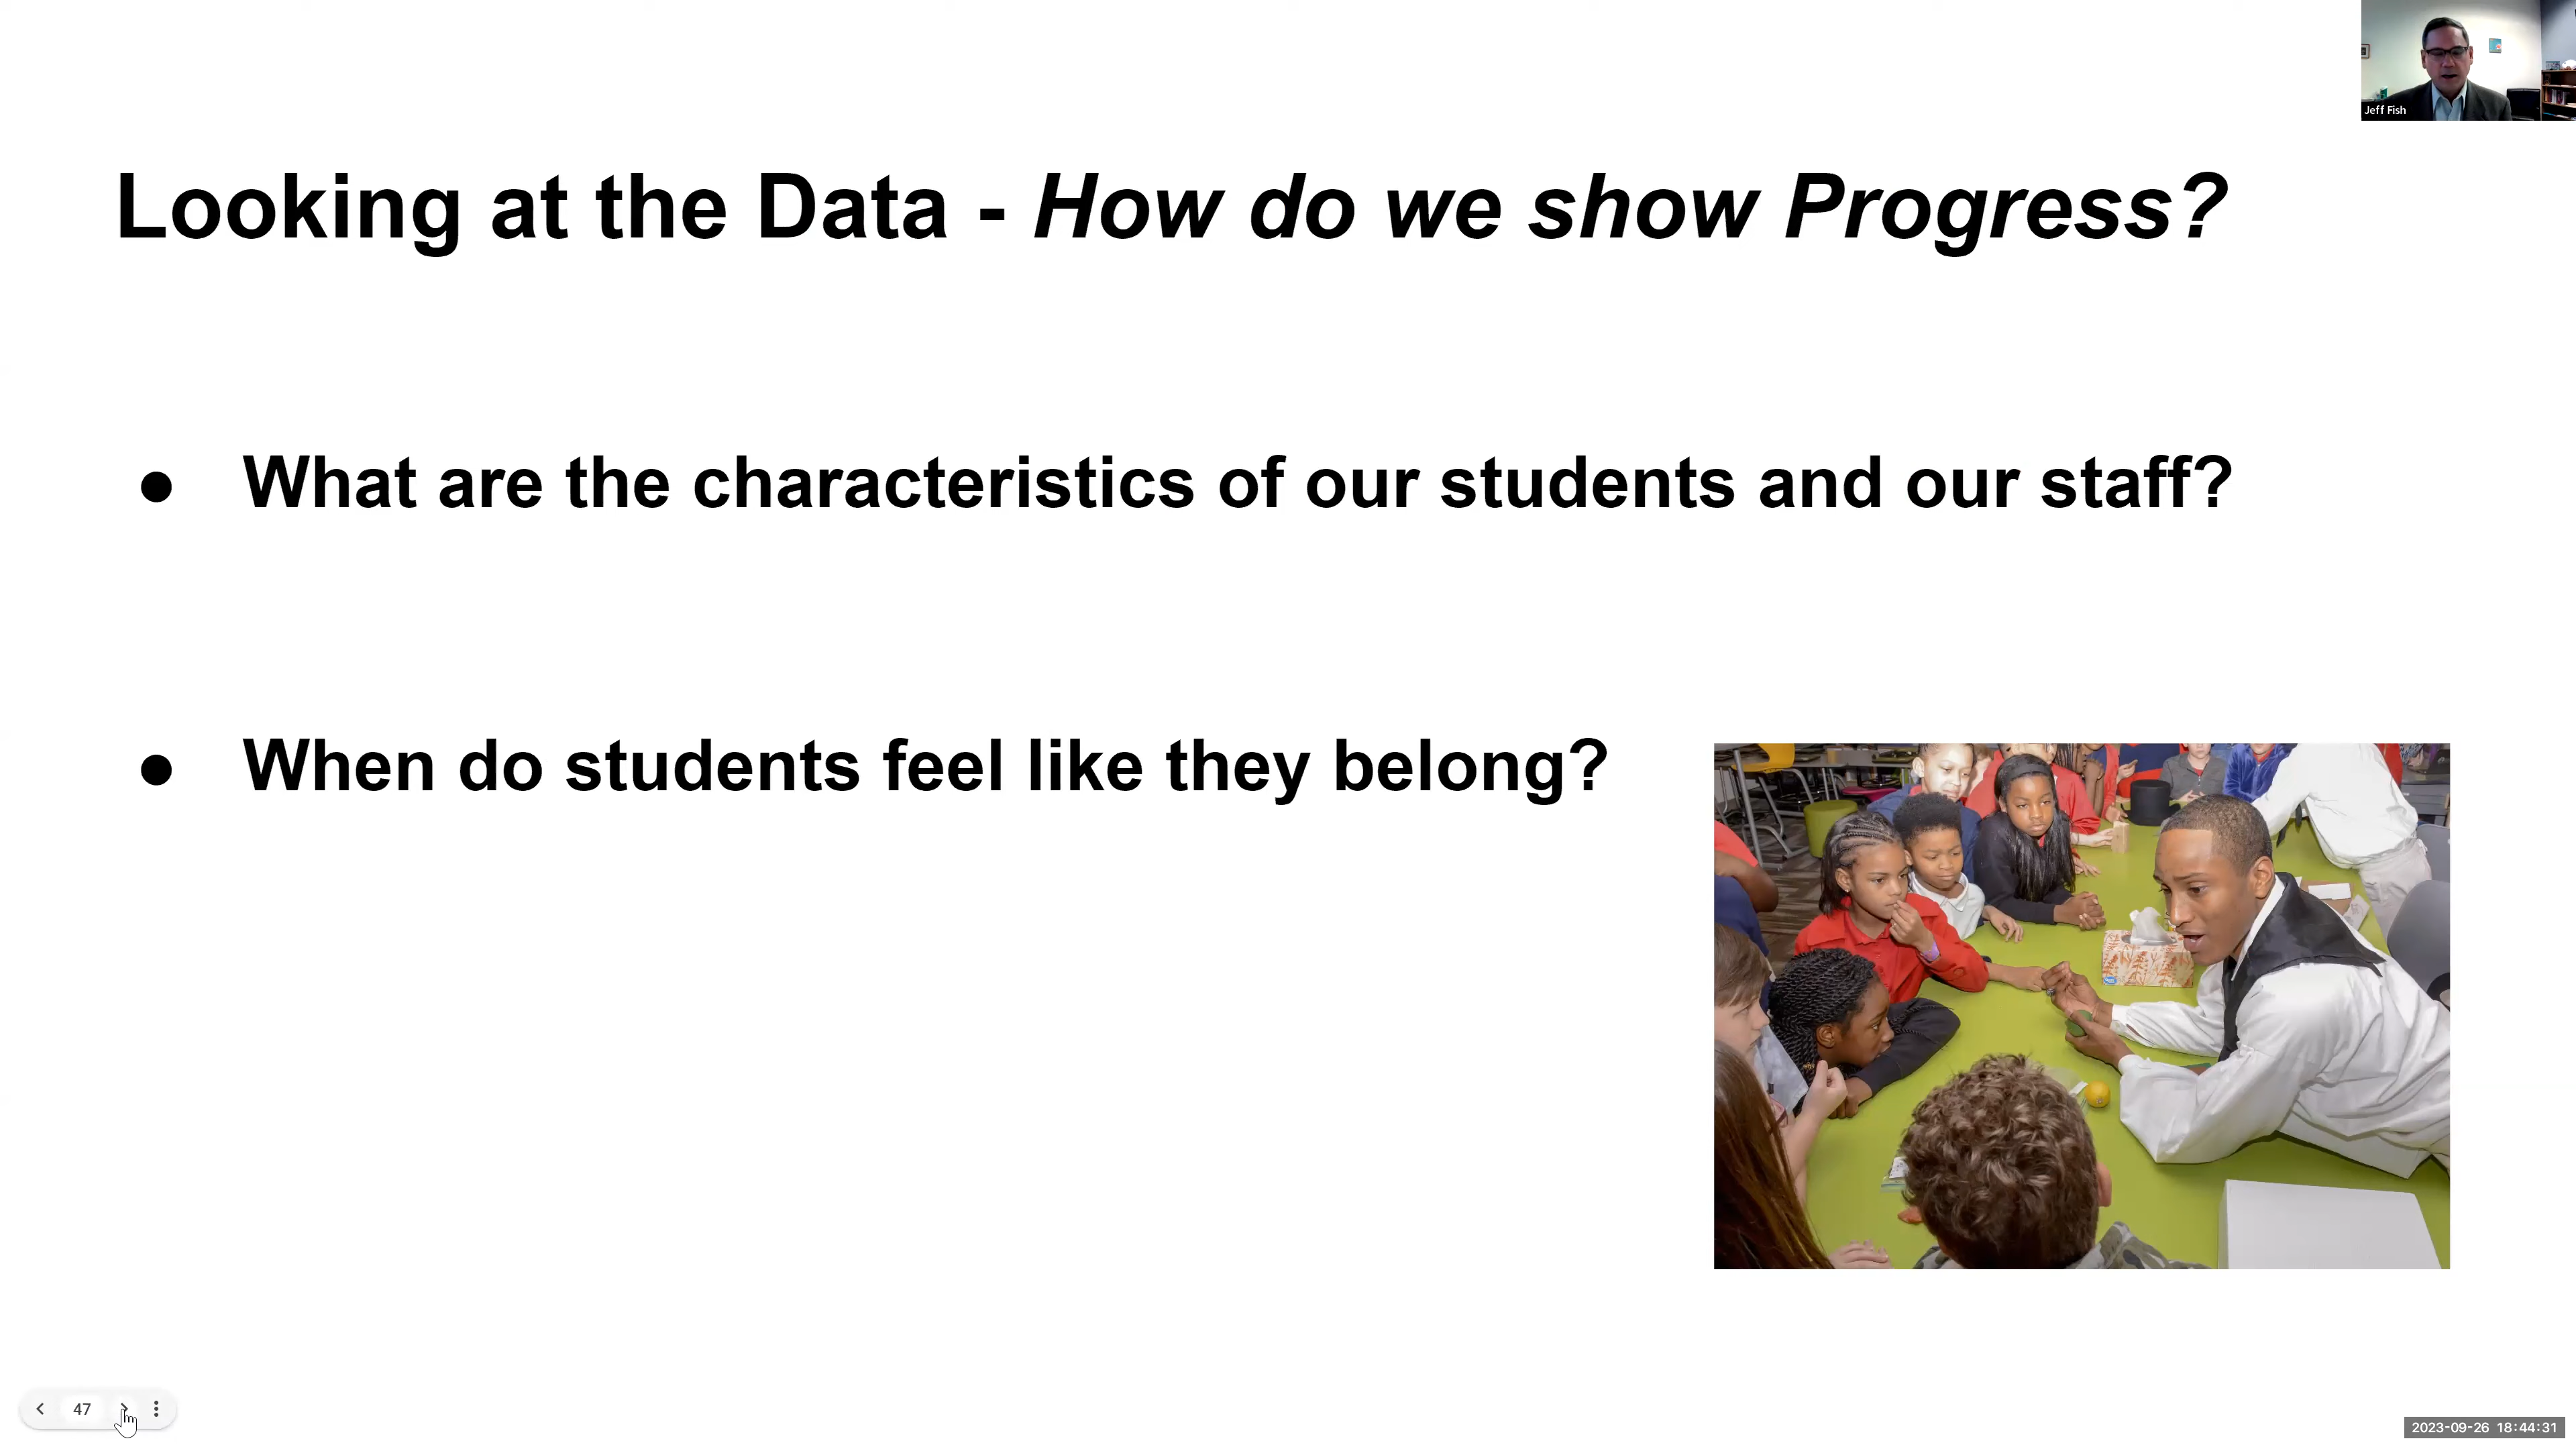 Jeff Fish
Looking at the Data - How do we show Progress?
● What are the characteristics of our students and our staff?
● When do students feel like they belong?
47
2023-09-26 18:44:31